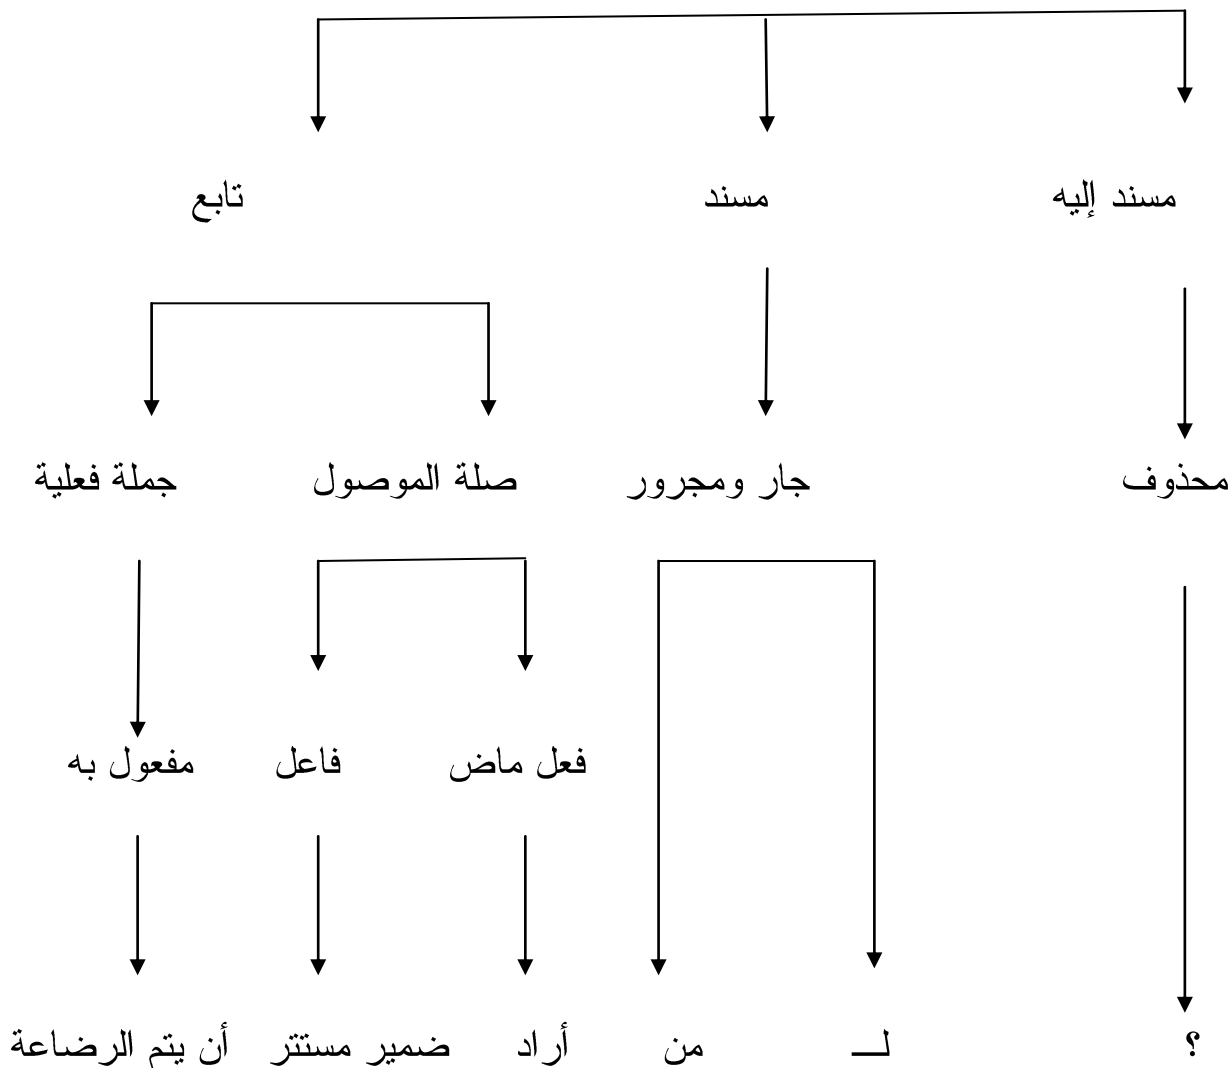 مسند إليه مسند تابع
محذوف جار ومجرور صلة الموصول جملة فعلية
فعل ماض فاعل مفعول به
؟ لـــ من أراد ضمير مستتر أن يتم الرضاعة